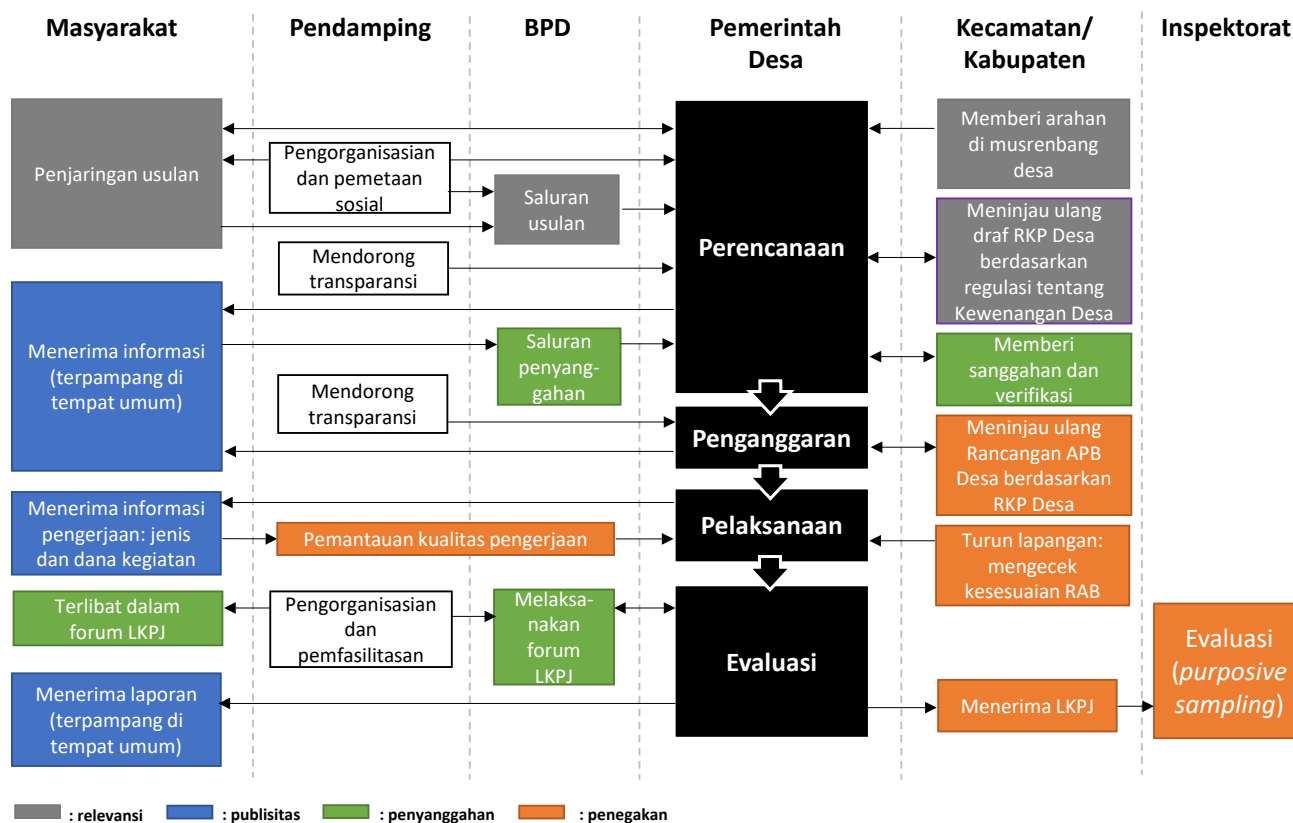 Masyarakat
Pendamping
BPD
Pemerintah
Desa
Kecamatan/
Kabupaten
Inspektorat
Penjaringan usulan
Pengorganisasian
dan pemetaan
sosial
Saluran
usulan
Mendorong
transparansi
Perencanaan
Memberi arahan
di musrenbang
desa
Meninjau ulang
draf RKP Desa
berdasarkan
regulasi tentang
Kewenangan Desa
Menerima informasi
(terpampang di
tempat umum)
Saluran
penyang-
gahan
Memberi
sanggahan dan
verifikasi
Mendorong
transparansi
Penganggaran
Meninjau ulang
Rancangan APB
Desa berdasarkan
RKP Desa
Menerima informasi
pengerjaan: jenis
dan dana kegiatan
Pemantauan kualitas pengerjaan
Pelaksanaan
Turun lapangan:
mengecek
kesesuaian RAB
Terlibat dalam
forum LKPJ
Pengorganisasian
dan
pemfasilitasan
Melaksa-
nakan
forum
LKPJ
Evaluasi
Evaluasi
(purposive
sampling)
Menerima laporan
(terpampang di
tempat umum)
Menerima LKPJ
: relevansi
: publisitas
: penyanggahan
: penegakan